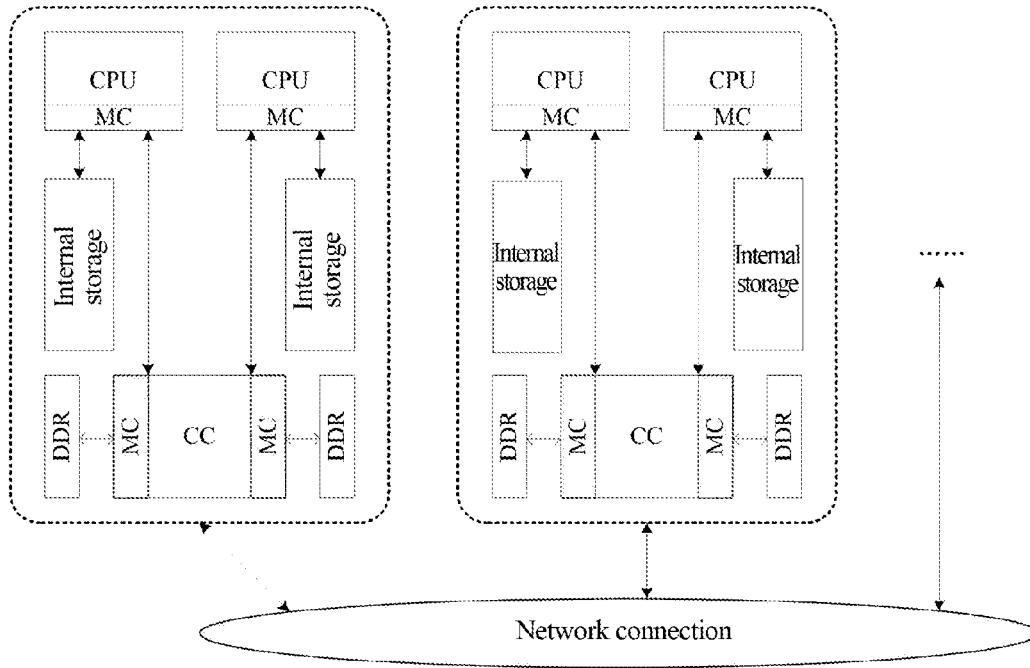 CPU
MC
CPU
MC
CPU
MC
CPU
MC
Internal
storage
Internal
storage
Internal
storage
Internal
storage
......
DDR
MC
CC
MC
DDR
DDR
MC
CC
MC
DDR
Network connection